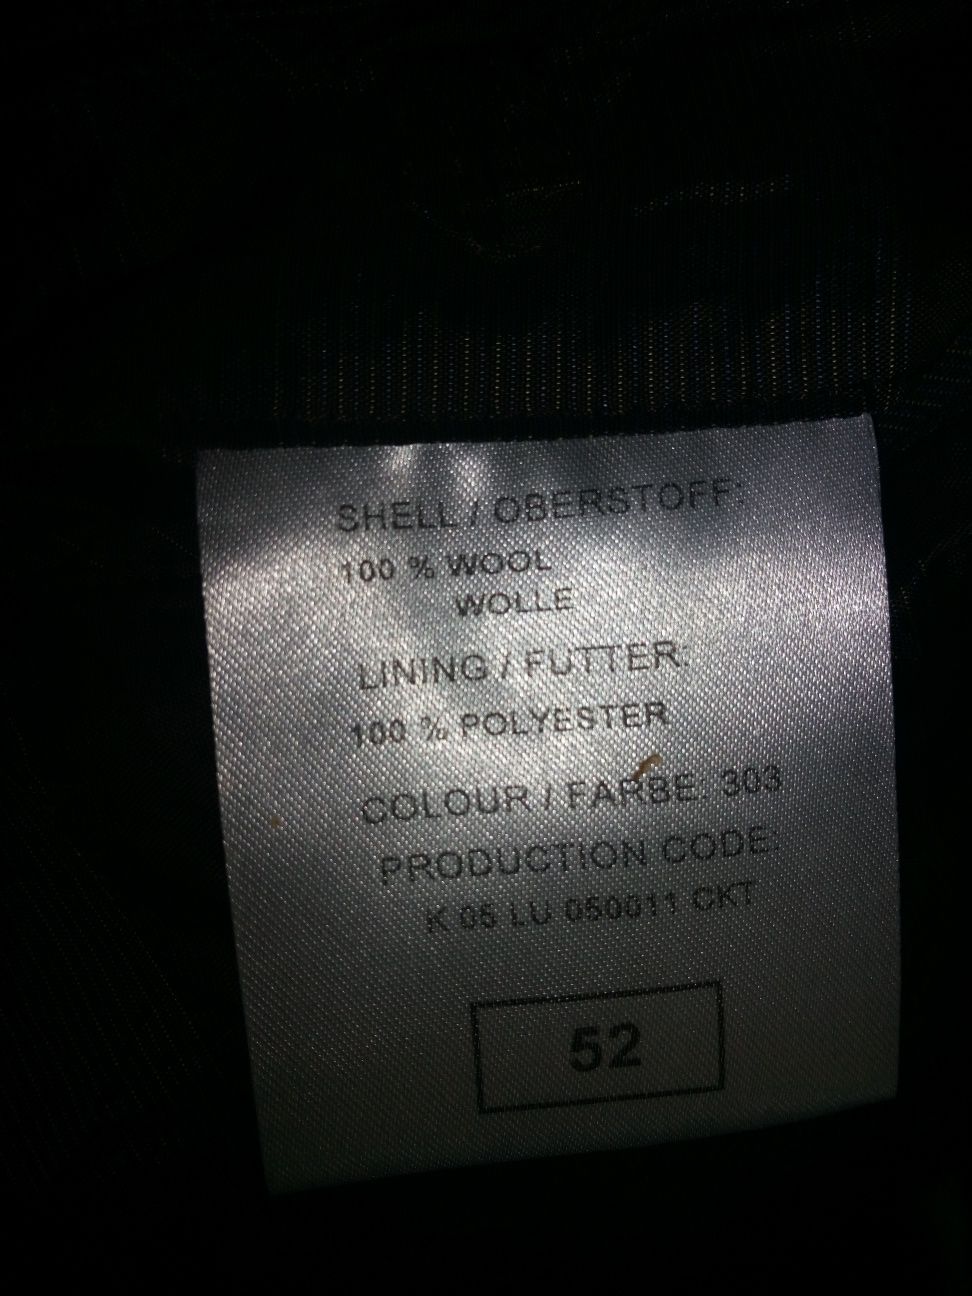 SHELL / OBERSTOFF:
100 % WOOL
WOLLE
LINING / FUTTER:
100 % POLYESTER
COLOUR / FARBE: 303
PRODUCTION CODE:
K 05 LU 050011 CKT
52